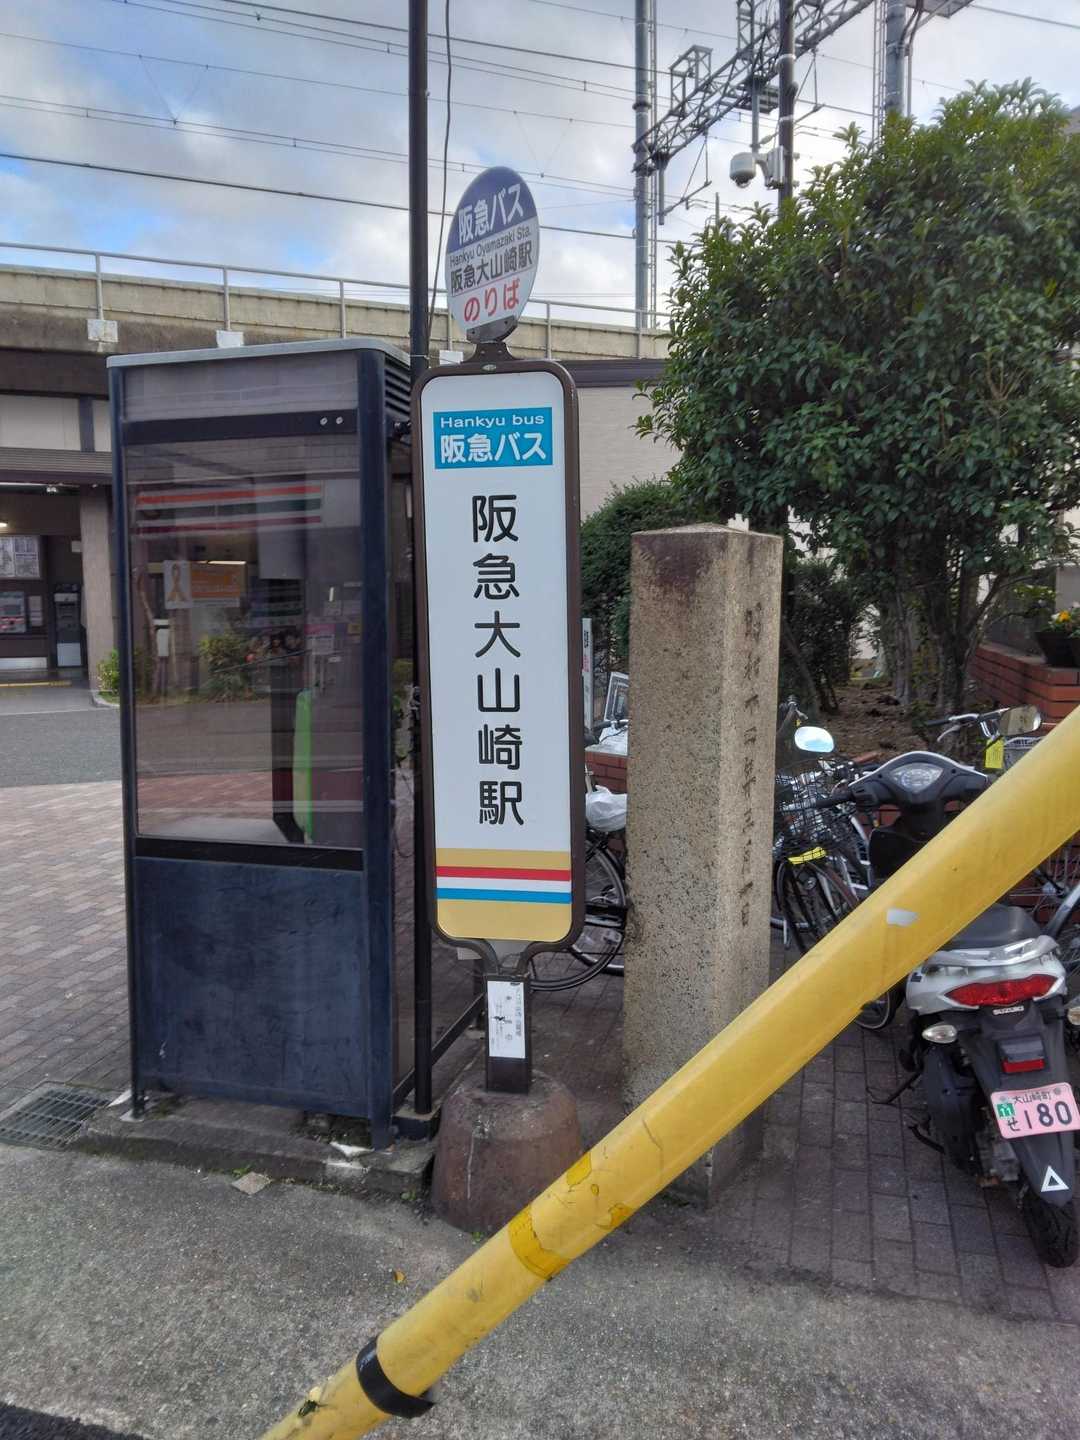 阪急バス
Hankyu Oyamazaki Sta.
阪急大山崎駅
のりば
Hankyu bus
阪急バス
阪急大山崎駅
SUZUKI
大山崎町
せ 180